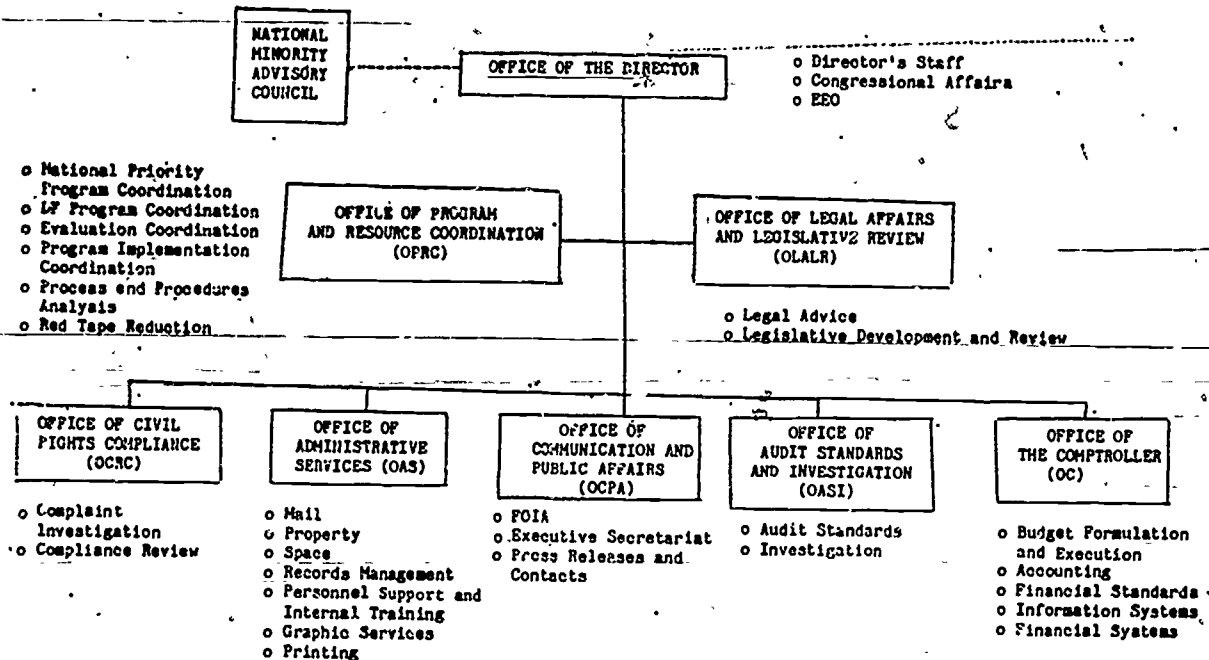 NATIONAL
MINORITY
ADVISORY
COUNCIL
OFFICE OF THE DIRECTOR
o Director's Staff
o Congressional Affairs
o EEO
o National Priority
Program Coordination
o DF Program Coordination
o Evaluation Coordination
o Program Implementation
Coordination
o Process end Procedures
Analysis
o Red Tape Reduction
OFFICE OF PROGRAM
AND RESOURCE COORDINATION
(OPRC)
OFFICE OF LEGAL AFFAIRS
AND LEGISLATIVE REVIEW
(OLALR)
o Legal Advice
o Legislative Development and Review
OFFICE OF CIVIL
RIGHTS COMPLIANCE
(OCRC)
o Complaint
Investigation
o Compliance Review
OFFICE OF
ADMINISTRATIVE
SERVICES (OAS)
o Mail
o Property
o Space
o Records Management
o Personnel Support and
Internal Training
o Graphic Services
o Printing
OFFICE OF
COMMUNICATION AND
PUBLIC AFFAIRS
(OCPA)
o FOIA
o Executive Secretariat
o Press Releases and
Contacts
OFFICE OF
AUDIT STANDARDS
AND INVESTIGATION
(OASI)
o Audit Standards
o Investigation
OFFICE OF
THE COMPTROLLER
(OC)
o Budget Formulation
and Execution
o Accounting
o Financial Standards
o Information Systems
o Financial Systems